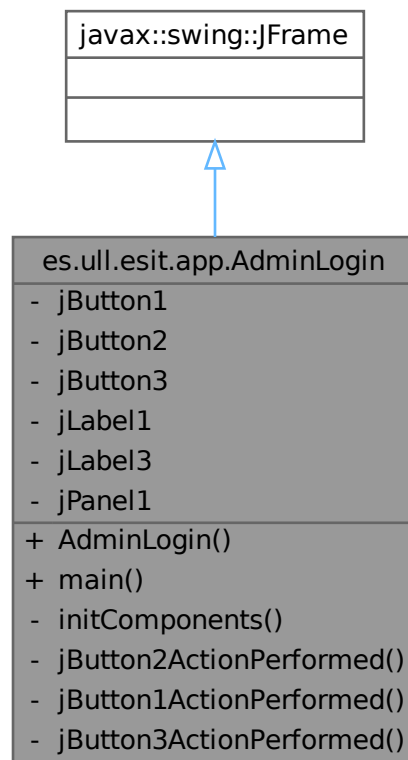 javax::swing::JFrame
es.ull.esit.app.AdminLogin
- jButton1
- jButton2
- jButton3
- jLabel1
- jLabel3
- jPanel1
+ AdminLogin()
+ main()
- initComponents()
- jButton2ActionPerformed()
- jButton1ActionPerformed()
- jButton3ActionPerformed()